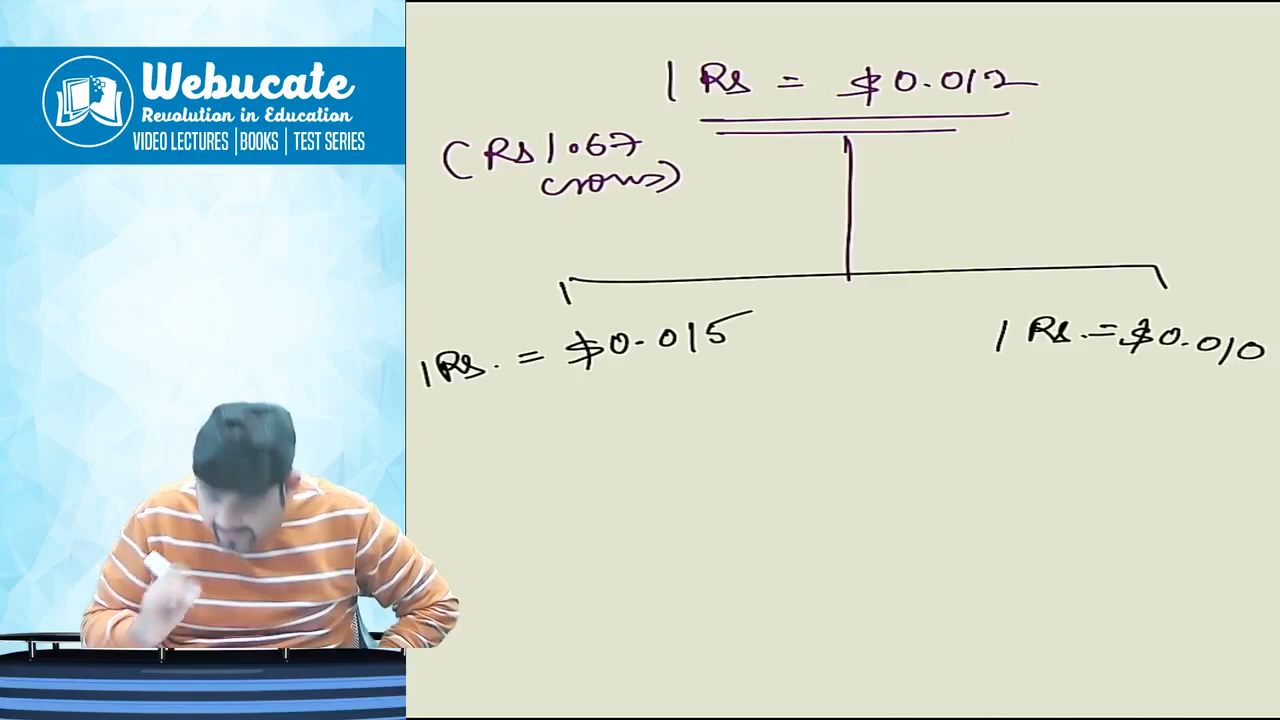 Webucate
Revolution in Education
VIDEO LECTURES | BOOKS | TEST SERIES
1 Rs = $0.012
(Rs 1.67
crores)
1 Rs. = $0.015
1 Rs. = $0.010